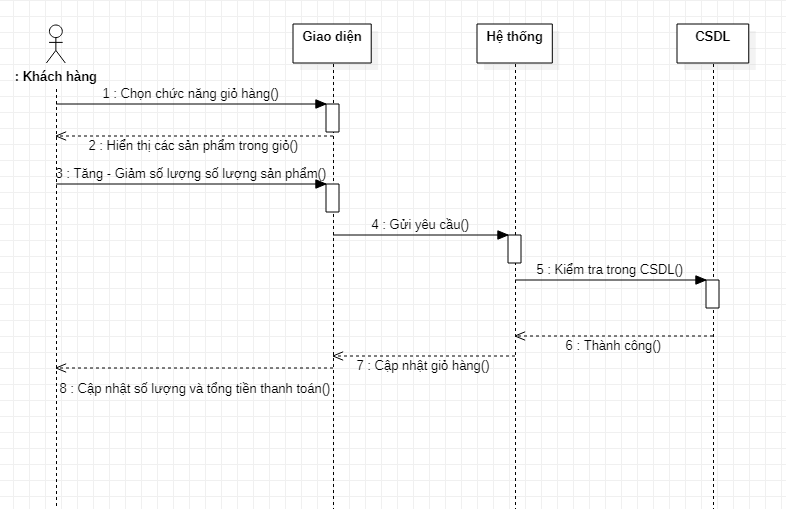 Giao diện
Hệ thống
CSDL
: Khách hàng
1 : Chọn chức năng giỏ hàng()
2 : Hiển thị các sản phẩm trong giỏ()
3 : Tăng - Giảm số lượng số lượng sản phẩm()
4 : Gửi yêu cầu()
5 : Kiểm tra trong CSDL()
6 : Thành công()
7 : Cập nhật giỏ hàng()
8 : Cập nhật số lượng và tổng tiền thanh toán()